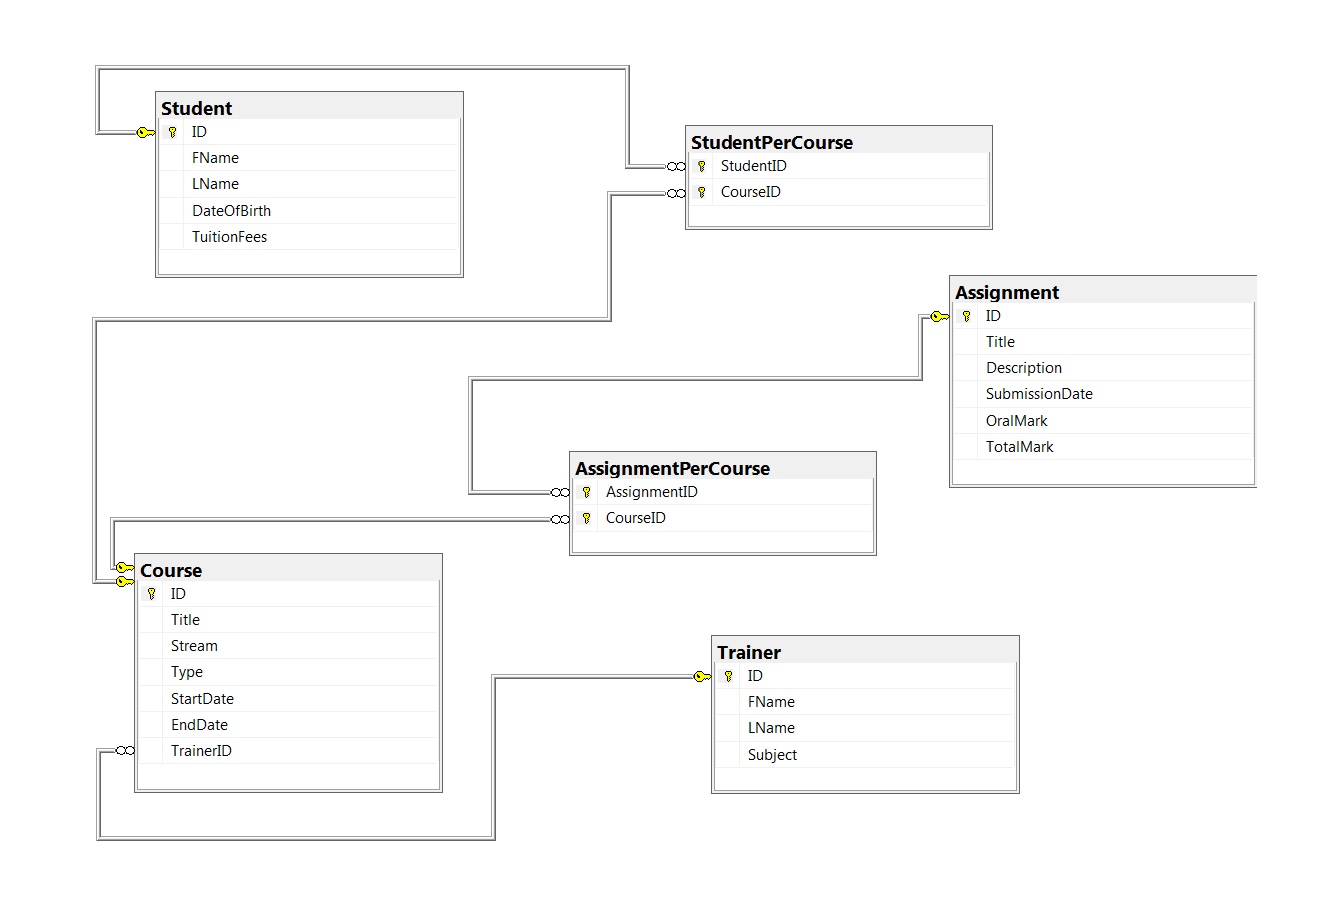 Student
ID
FName
LName
DateOfBirth
TuitionFees
StudentPerCourse
StudentID
CourseID
Assignment
ID
Title
Description
SubmissionDate
OralMark
TotalMark
AssignmentPerCourse
AssignmentID
CourseID
Course
ID
Title
Stream
Type
StartDate
EndDate
TrainerID
Trainer
ID
FName
LName
Subject